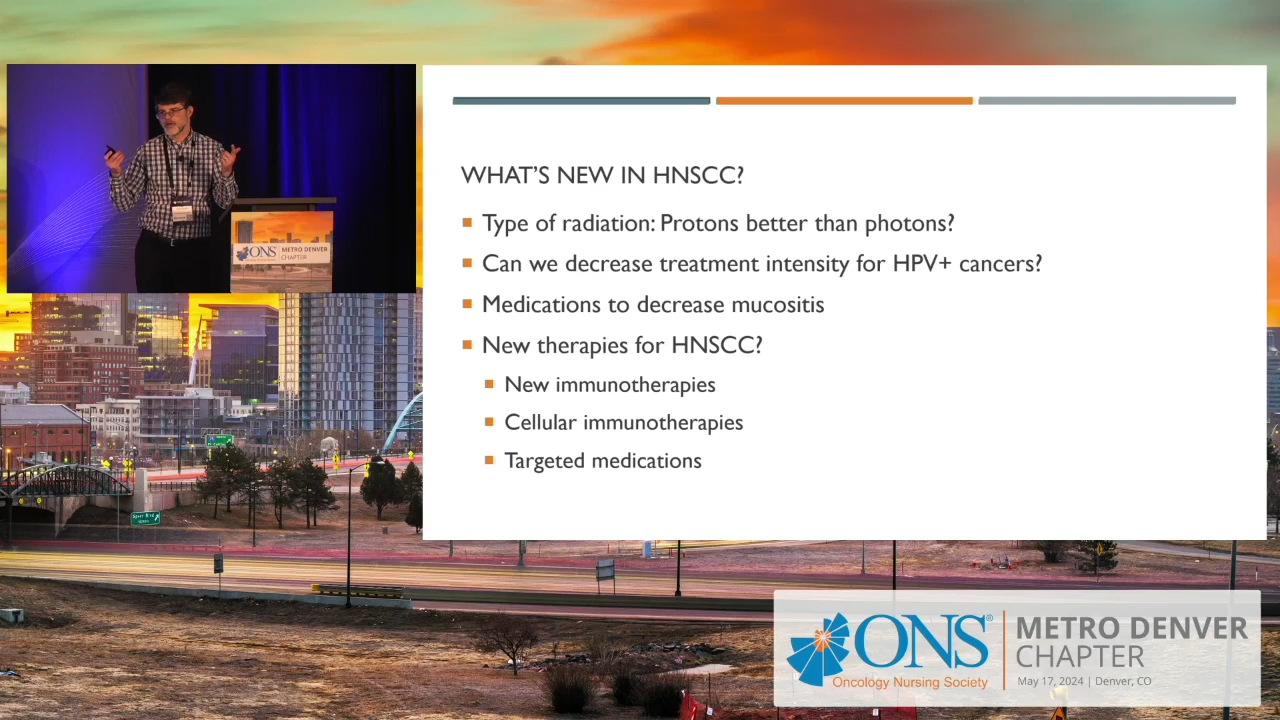 WHAT'S NEW IN HNSCC?
Type of radiation: Protons better than photons?
Can we decrease treatment intensity for HPV+ cancers?
Medications to decrease mucositis
New therapies for HNSCC?
New immunotherapies
Cellular immunotherapies
Targeted medications
ONS METRO DENVER
CHAPTER
ONS®
Oncology Nursing Society
METRO DENVER
CHAPTER
May 17, 2024 | Denver, CO